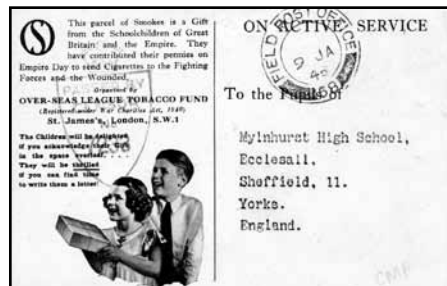 This parcel of Smokes is a Gift
from the Schoolchildren of Great
Britain and the Empire. They
have contributed their pennies on
Empire Day to send Cigarettes to the Fighting
Forces and the Wounded.
Organised by
OVER-SEAS LEAGUE TOBACCO FUND
(Registered under War Charities Act, 1940)
St. James's, London, S.W.1
The Children will be delighted
if you acknowledge their Gift
in the space overleaf....
They will be thrilled
if you can find time
to write them a letter.
ON ACTIVE SERVICE
FIELD POST OFFICE
9 JA
To the Pupils of
Mylnhurst High School,
Ecclesall,
Sheffield, 11.
Yorks.
England.